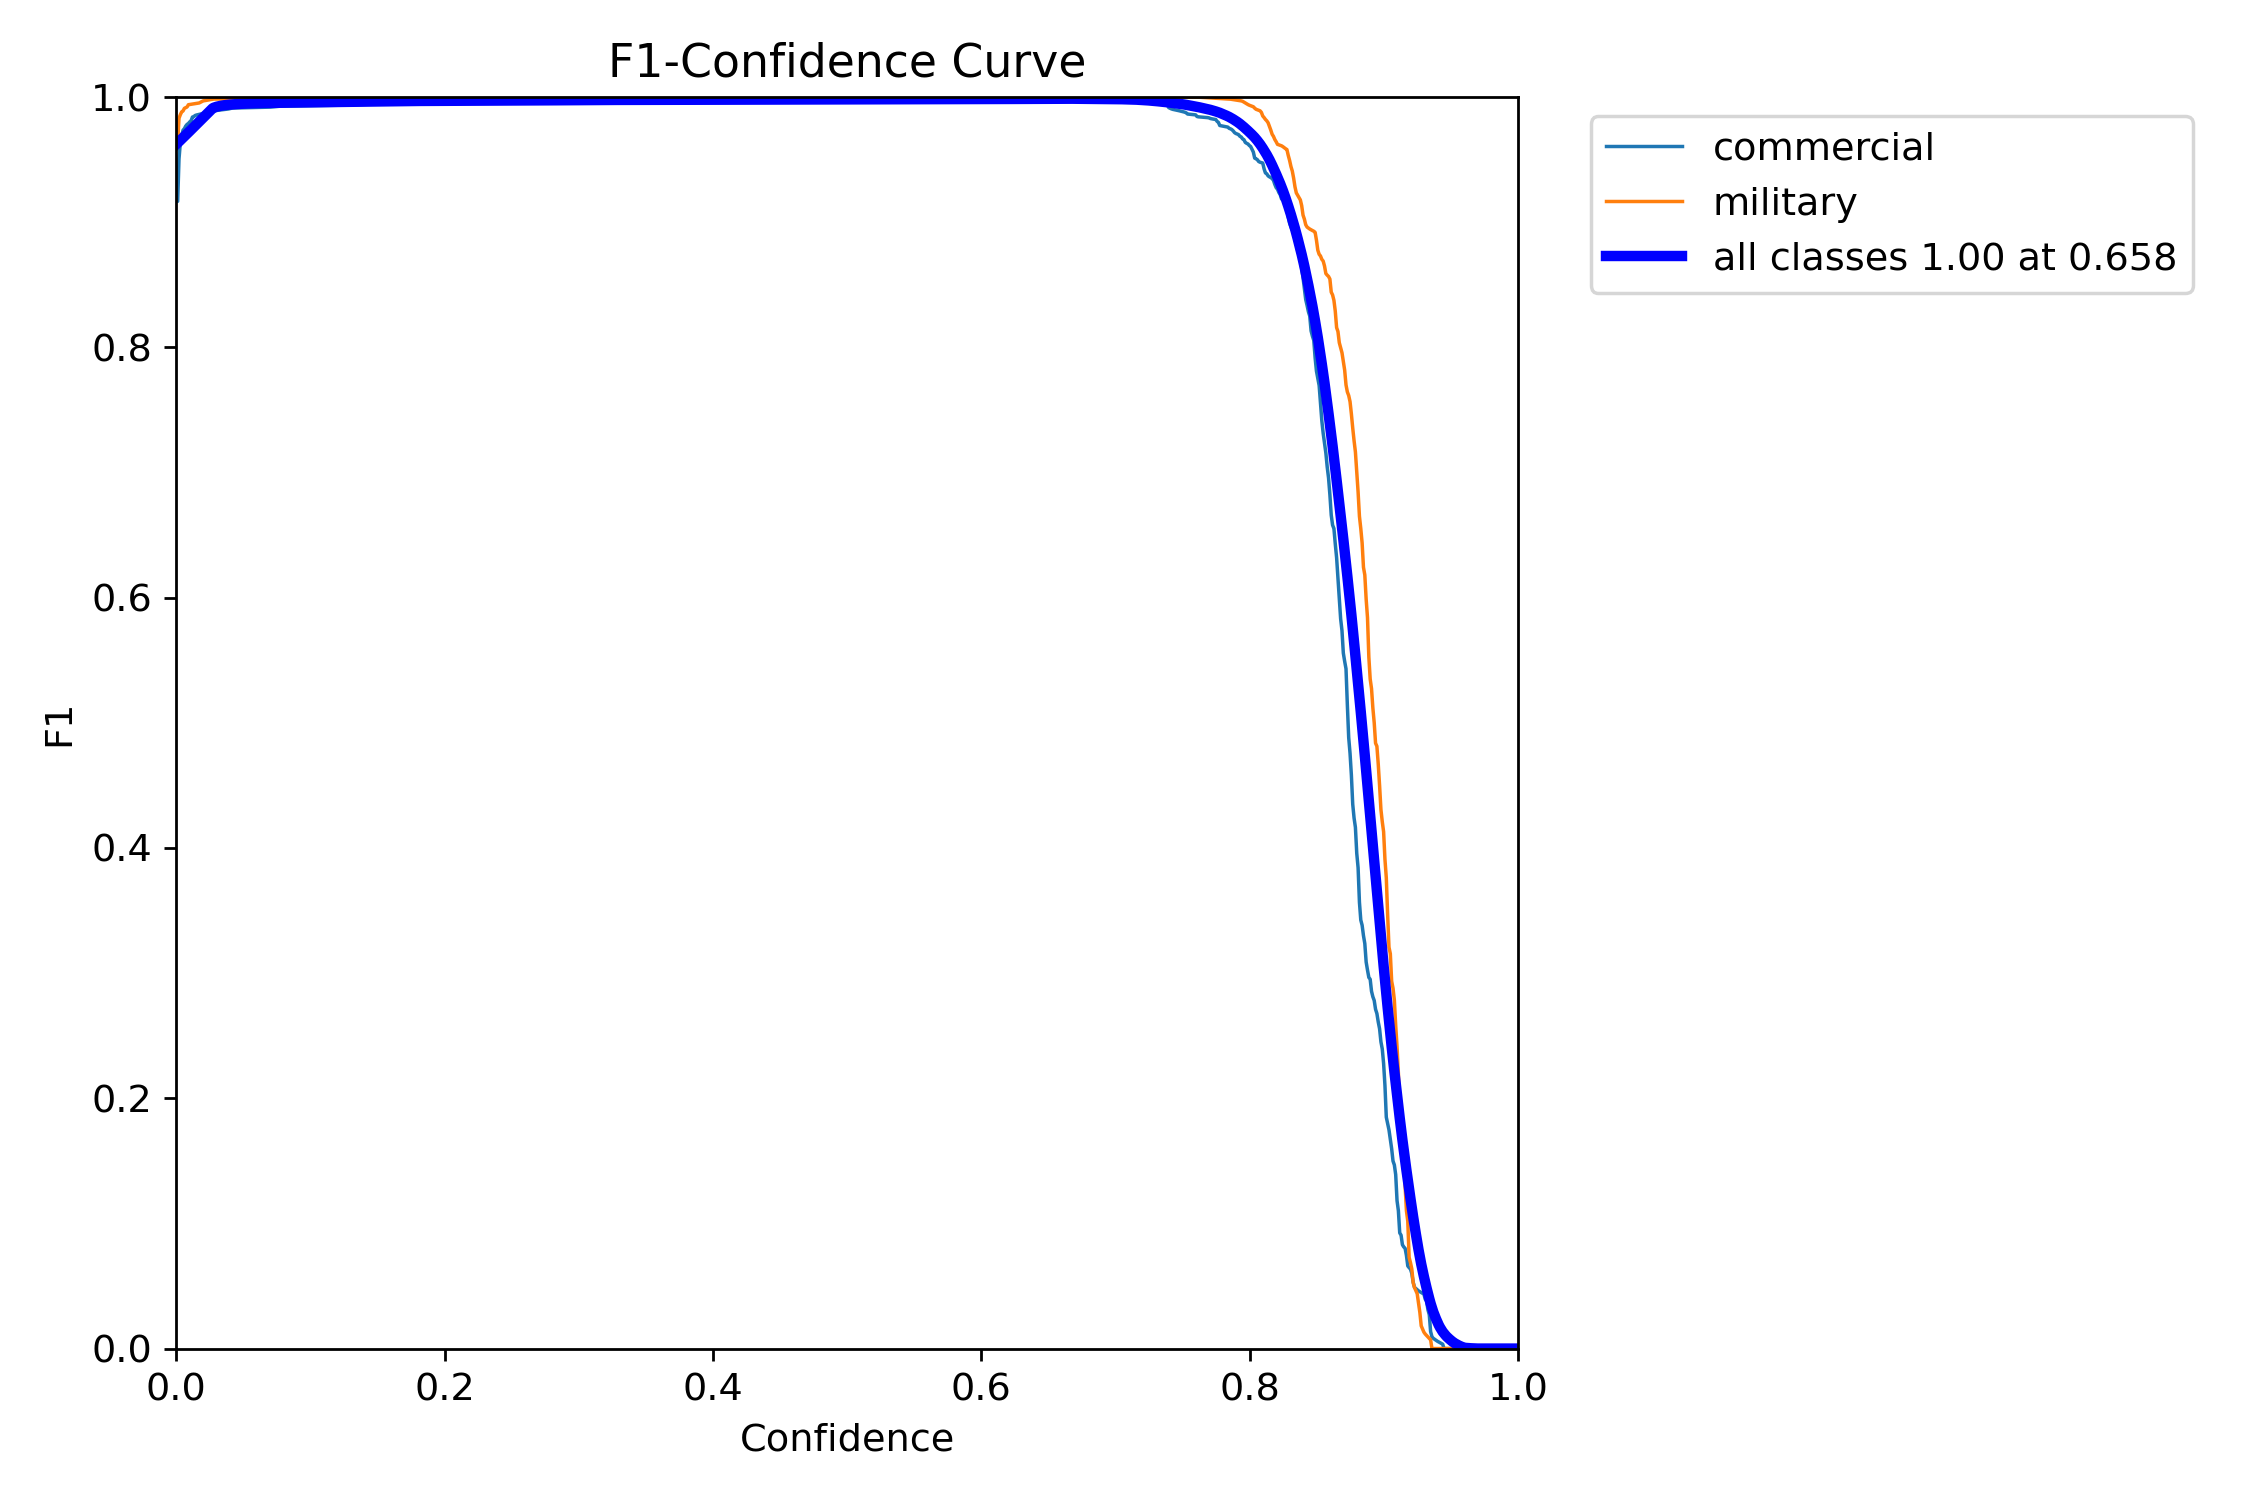 F1-Confidence Curve
1.0
0.8
0.6
0.4
0.2
0.0
F1
0.0 0.2 0.4 0.6 0.8 1.0
Confidence
commercial
military
all classes 1.00 at 0.658